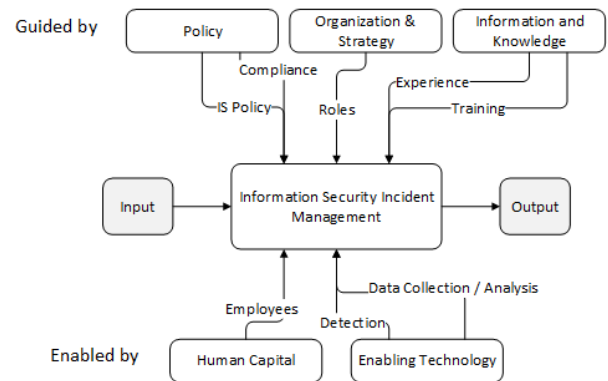 Guided by
Policy
Organization &
Strategy
Information and
Knowledge
Compliance
Experience
IS Policy
Roles
Training
Input
Information Security Incident
Management
Output
Data Collection / Analysis
Employees
Detection
Enabled by
Human Capital
Enabling Technology